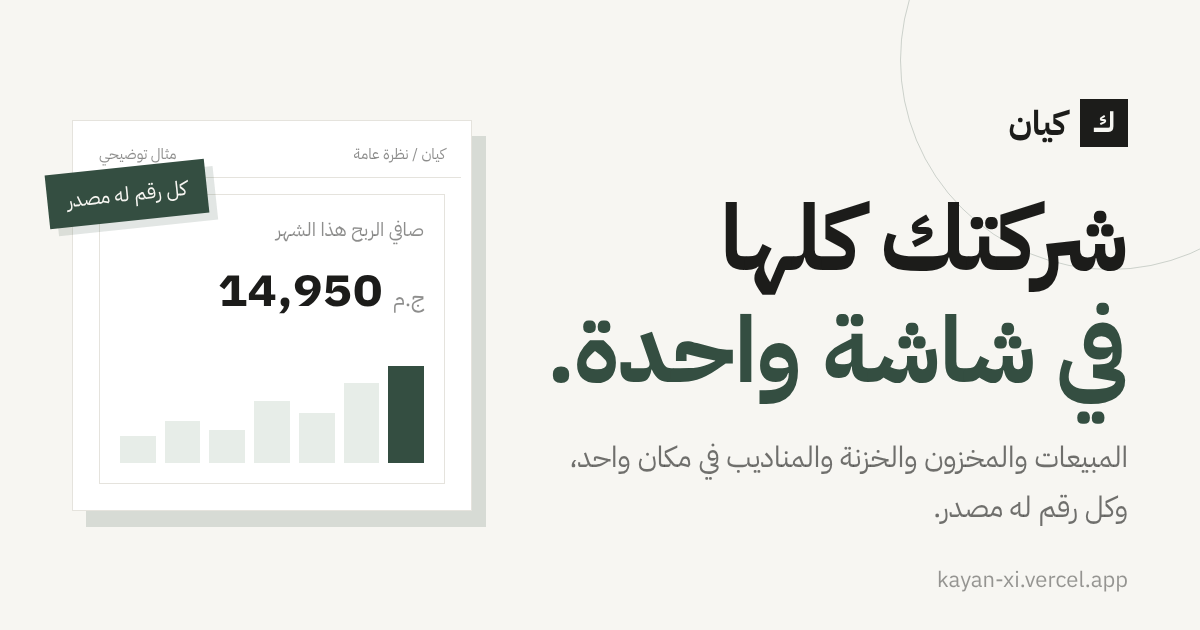 ك كيان
شركتك كلها
في شاشة واحدة.
المبيعات والمخزون والخزنة والمناديب في مكان واحد،
وكل رقم له مصدر.
kayan-xi.vercel.app
كيان / نظرة عامة
مثال توضيحي
كل رقم له مصدر
صافي الربح هذا الشهر
14,950 ج.م